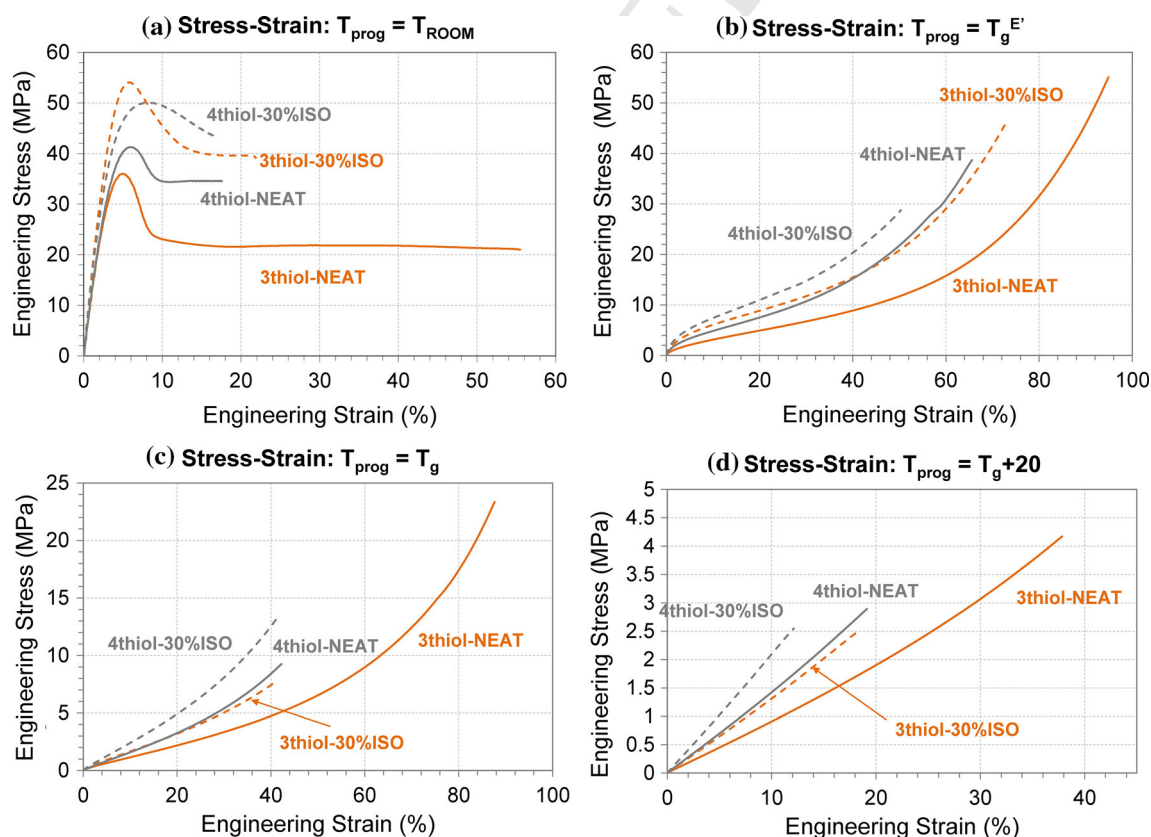 (a) Stress-Strain: Tprog = TROOM
Engineering Stress (MPa)
60
50
40
30
20
10
0
4thiol-30%ISO
3thiol-30%ISO
4thiol-NEAT
3thiol-NEAT
0 10 20 30 40 50 60
Engineering Strain (%)
(b) Stress-Strain: Tprog = TgE'
Engineering Stress (MPa)
60
50
40
30
20
10
0
3thiol-30%ISO
4thiol-NEAT
4thiol-30%ISO
3thiol-NEAT
0 20 40 60 80 100
Engineering Strain (%)
(c) Stress-Strain: Tprog = Tg
Engineering Stress (MPa)
25
20
15
10
5
0
4thiol-30%ISO
4thiol-NEAT
3thiol-NEAT
3thiol-30%ISO
0 20 40 60 80 100
Engineering Strain (%)
(d) Stress-Strain: Tprog = Tg+20
Engineering Stress (MPa)
5
4.5
4
3.5
3
2.5
2
1.5
1
0.5
0
4thiol-30%ISO
4thiol-NEAT
3thiol-NEAT
3thiol-30%ISO
0 10 20 30 40
Engineering Strain (%)